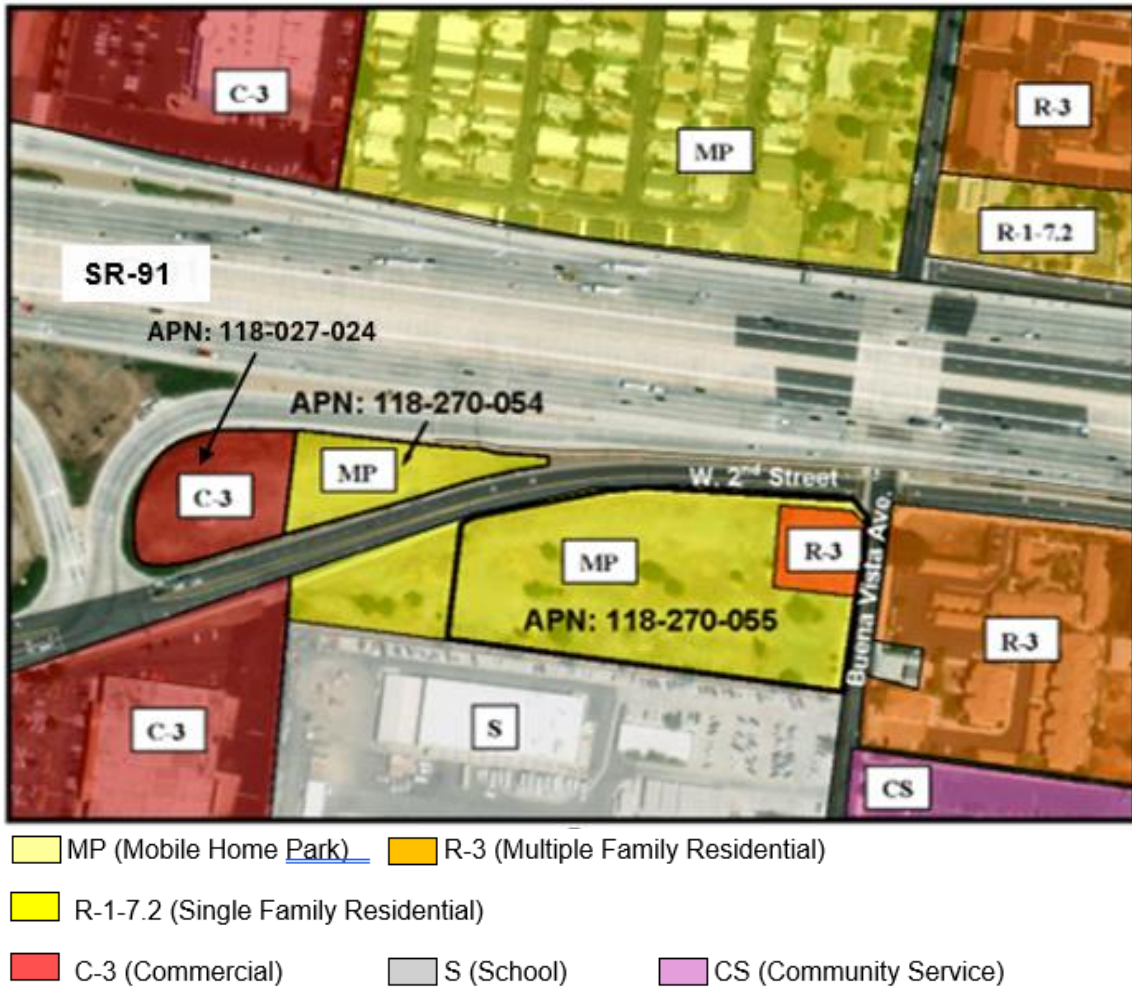 C-3
R-3
MP
R-1-7.2
SR-91
APN: 118-027-024
APN: 118-270-054
MP
C-3
W. 2nd Street
R-3
MP
Buena Vista Ave.
APN: 118-270-055
R-3
C-3
S
CS
MP (Mobile Home Park) R-3 (Multiple Family Residential)
R-1-7.2 (Single Family Residential)
C-3 (Commercial) S (School) CS (Community Service)